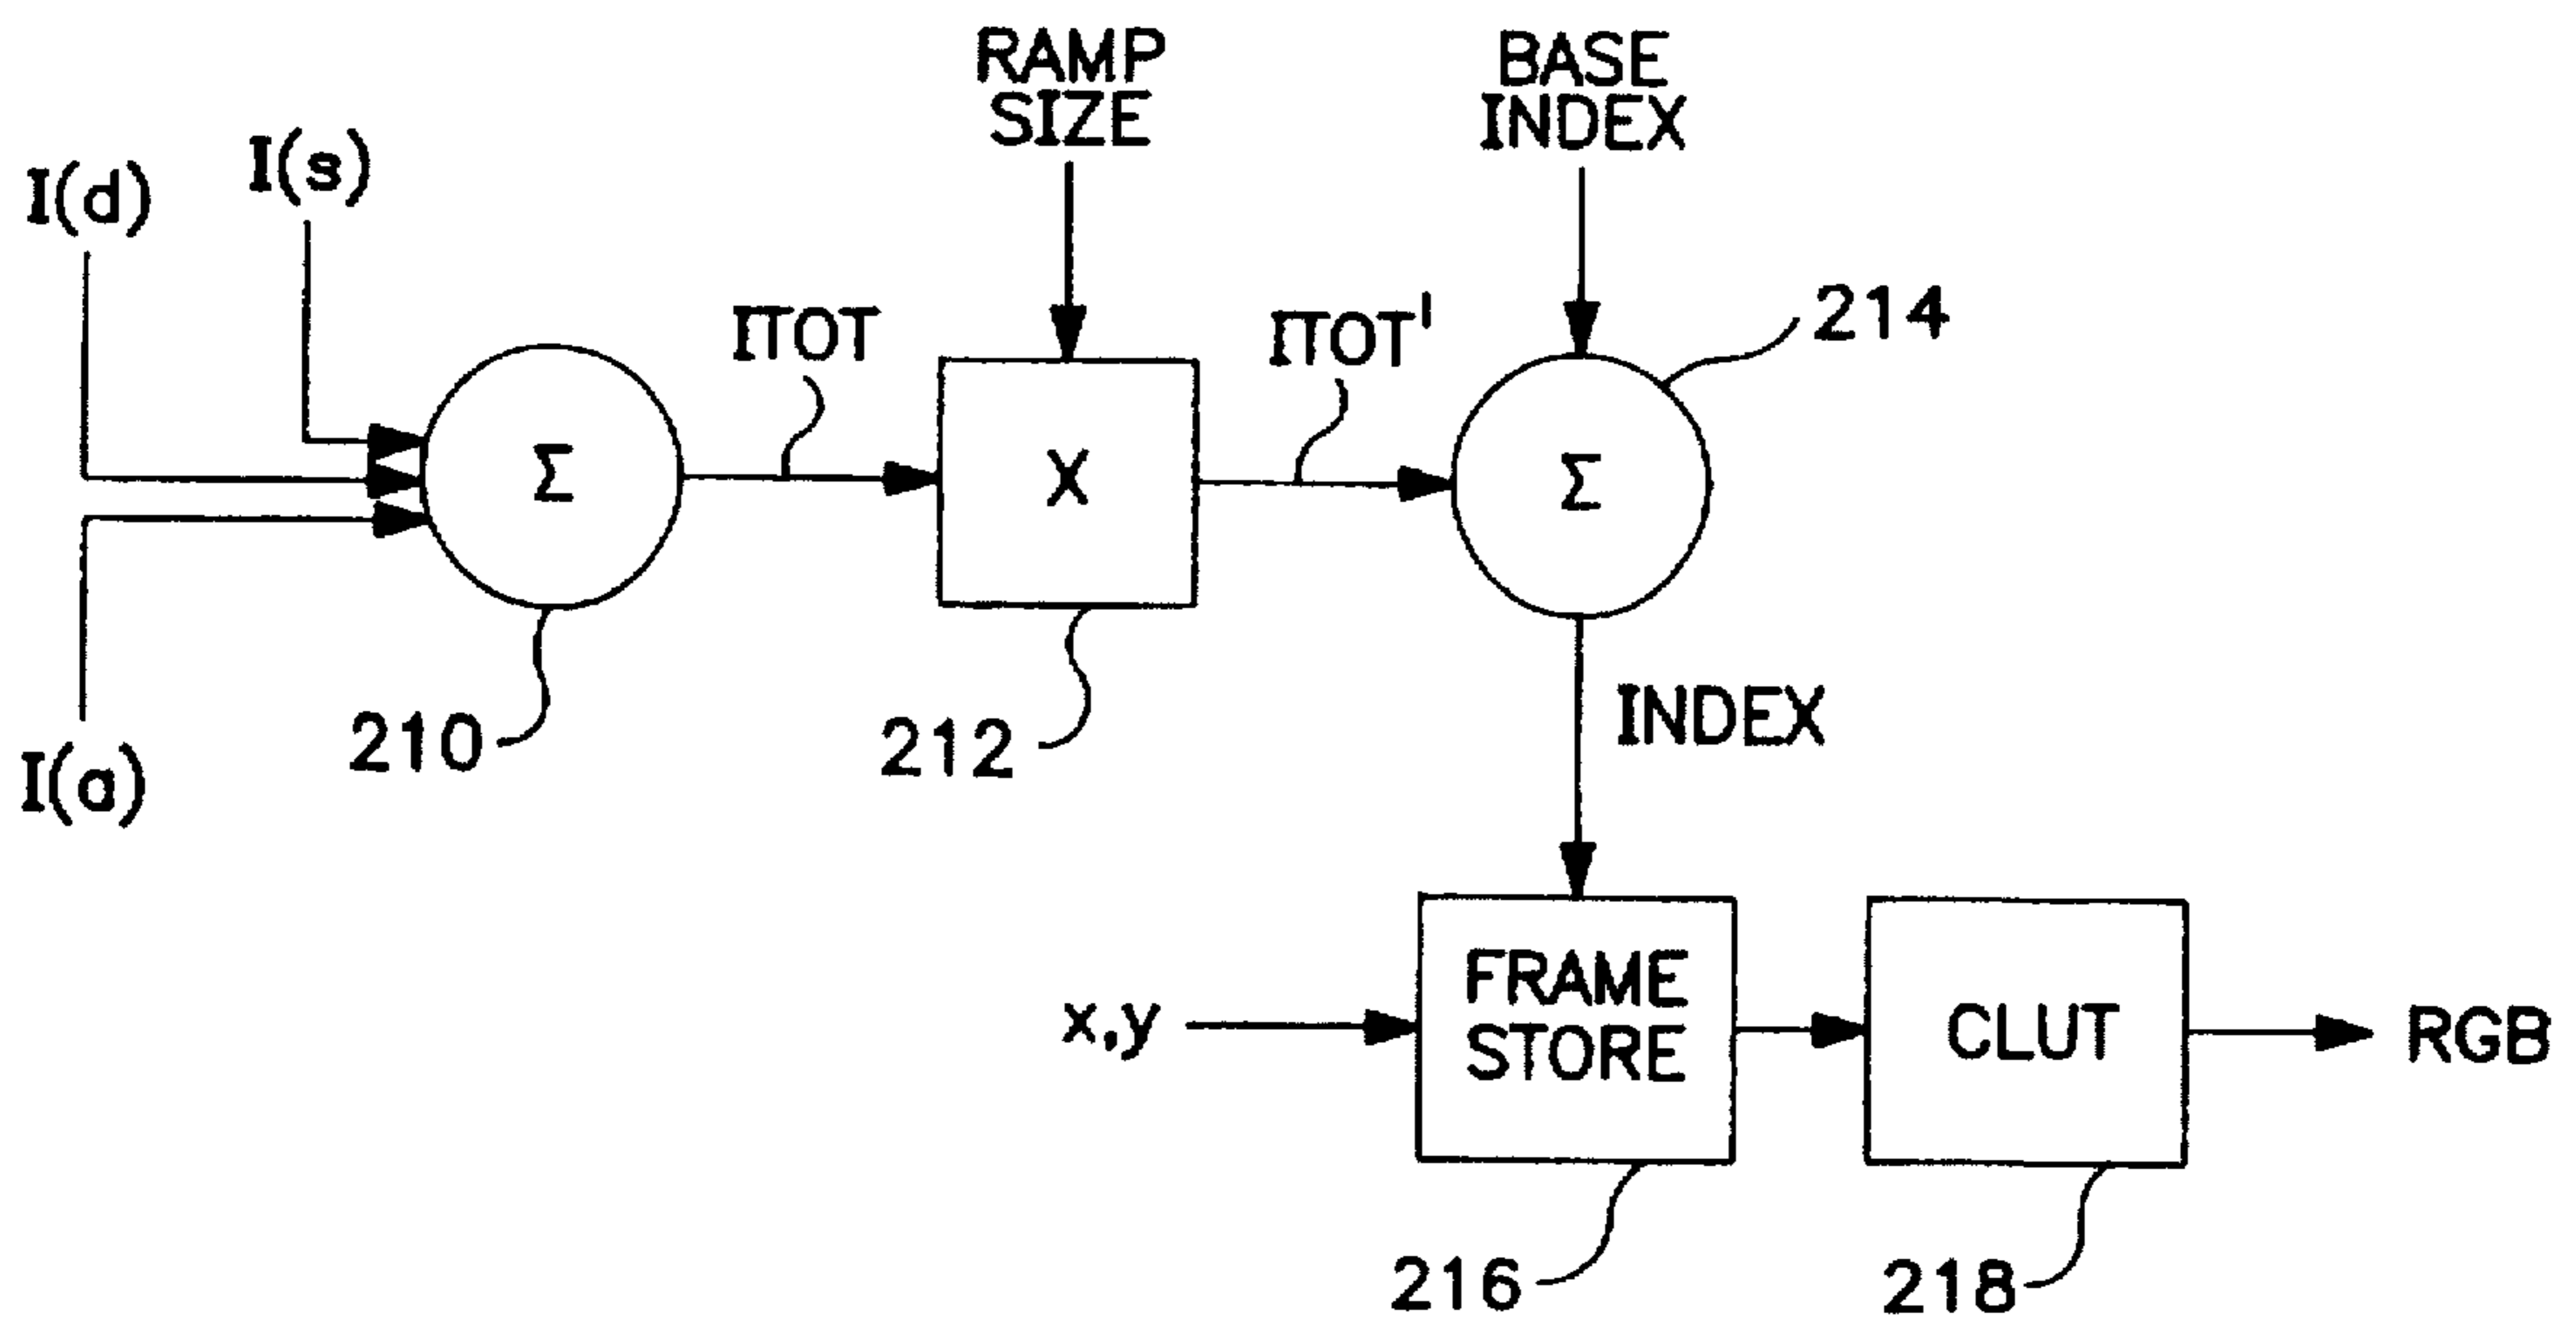 RAMP
SIZE
BASE
INDEX
I(d)
I(s)
ITOT
ITOT'
214
Σ
X
Σ
210
212
INDEX
I(a)
x,y
FRAME
STORE
CLUT
RGB
216
218